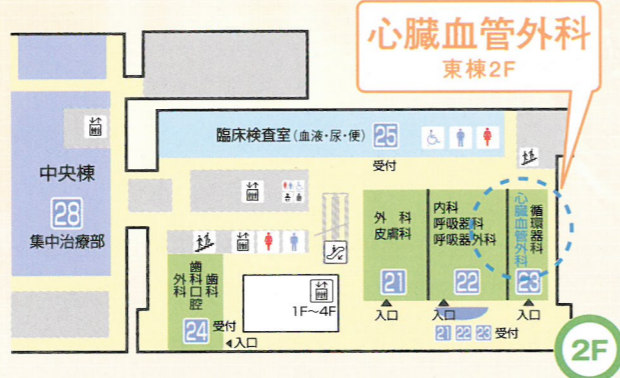 心臓血管外科
東棟2F
臨床検査室(血液・尿・便) 25
受付
中央棟
28
集中治療部
外科
皮膚科
21
入口
内科
呼吸器科
呼吸器外科
22
入口
循環器科
心臓血管外科
23
入口
21 22 23 受付
歯科
歯科口腔
外科
24 受付
入口
1F〜4F
2F